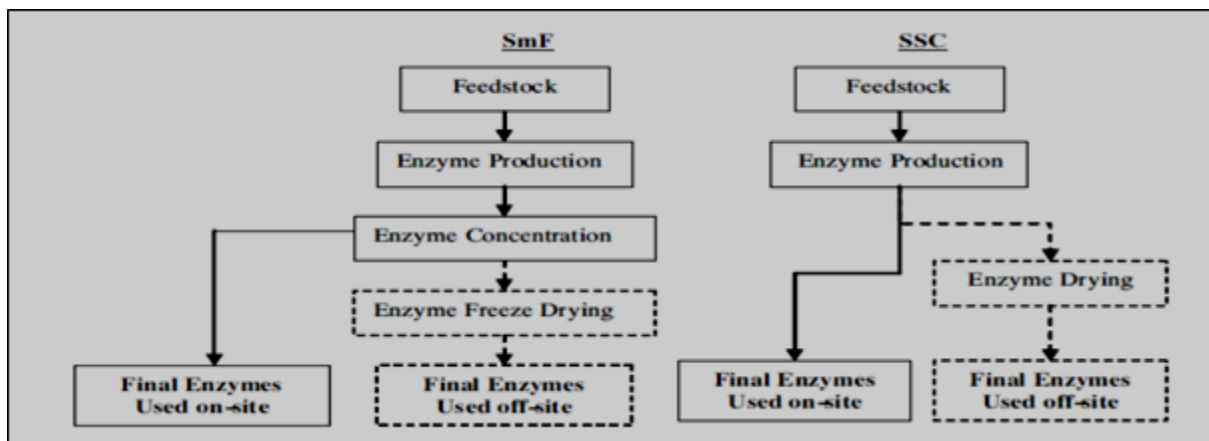 SmF
Feedstock
Enzyme Production
Enzyme Concentration
Enzyme Freeze Drying
Final Enzymes
Used on-site
Final Enzymes
Used off-site
SSC
Feedstock
Enzyme Production
Enzyme Drying
Final Enzymes
Used on-site
Final Enzymes
Used off-site